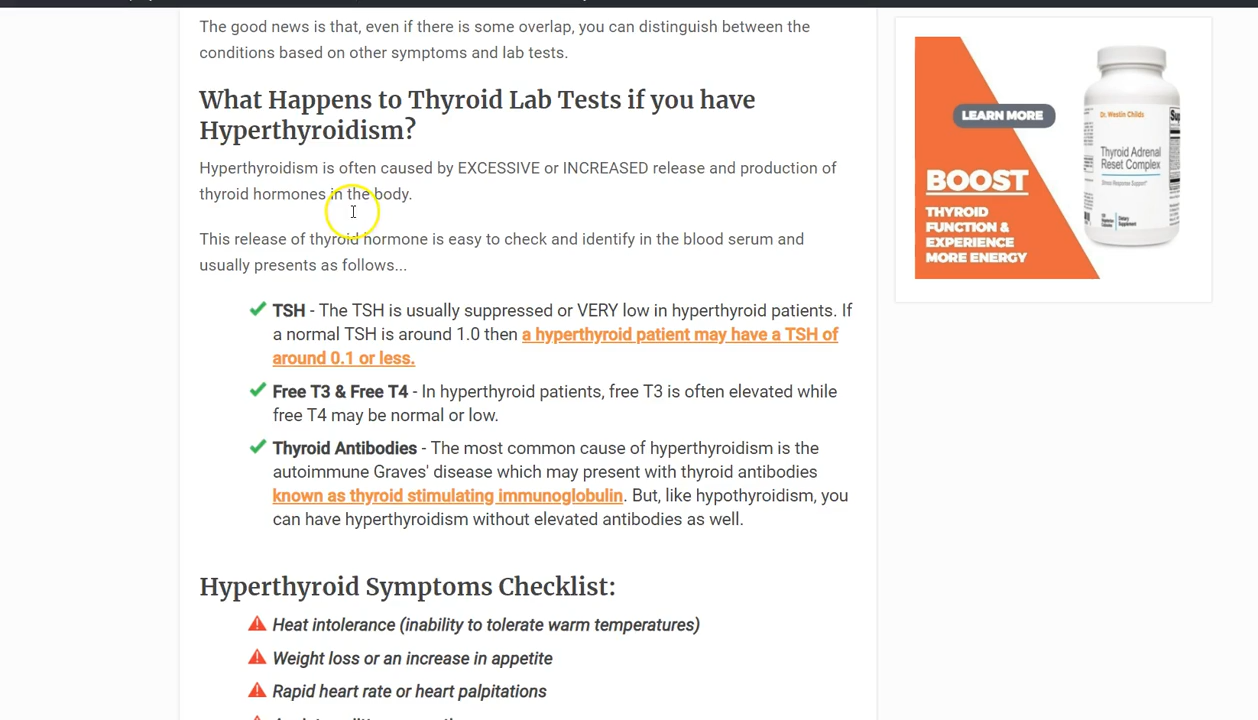 The good news is that, even if there is some overlap, you can distinguish between the
conditions based on other symptoms and lab tests.
What Happens to Thyroid Lab Tests if you have
Hyperthyroidism?
Hyperthyroidism is often caused by EXCESSIVE or INCREASED release and production of
thyroid hormones in the body.
This release of thyroid hormone is easy to check and identify in the blood serum and
usually presents as follows...
TSH - The TSH is usually suppressed or VERY low in hyperthyroid patients. If
a normal TSH is around 1.0 then a hyperthyroid patient may have a TSH of
around 0.1 or less.
Free T3 & Free T4 - In hyperthyroid patients, free T3 is often elevated while
free T4 may be normal or low.
Thyroid Antibodies - The most common cause of hyperthyroidism is the
autoimmune Graves' disease which may present with thyroid antibodies
known as thyroid stimulating immunoglobulin. But, like hypothyroidism, you
can have hyperthyroidism without elevated antibodies as well.
Hyperthyroid Symptoms Checklist:
Heat intolerance (inability to tolerate warm temperatures)
Weight loss or an increase in appetite
Rapid heart rate or heart palpitations
LEARN MORE
BOOST
THYROID
FUNCTION &
EXPERIENCE
MORE ENERGY
Dr. Westin Childs
Thyroid Adrenal
Reset Complex